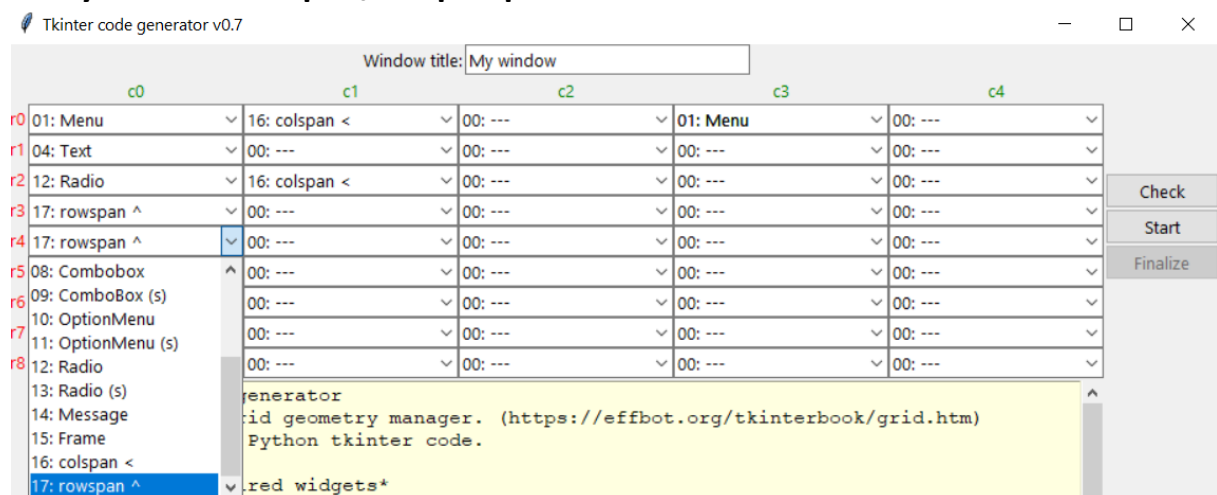 Tkinter code generator v0.7
Window title: My window
c0 c1 c2 c3 c4
r0 01: Menu 16: colspan < 00: --- 01: Menu 00: ---
r1 04: Text 00: --- 00: --- 00: --- 00: ---
r2 12: Radio 16: colspan < 00: --- 00: --- 00: ---
Check
r3 17: rowspan ^ 00: --- 00: --- 00: --- 00: ---
Start
r4 17: rowspan ^ 00: --- 00: --- 00: --- 00: ---
Finalize
r5 08: Combobox 00: --- 00: --- 00: --- 00: ---
r6 09: ComboBox (s) 00: --- 00: --- 00: --- 00: ---
10: OptionMenu
r7 11: OptionMenu (s) 00: --- 00: --- 00: --- 00: ---
r8 12: Radio 00: --- 00: --- 00: --- 00: ---
13: Radio (s)
14: Message
15: Frame
16: colspan <
17: rowspan ^
generator
id geometry manager. (https://effbot.org/tkinterbook/grid.htm)
Python tkinter code.
red widgets*